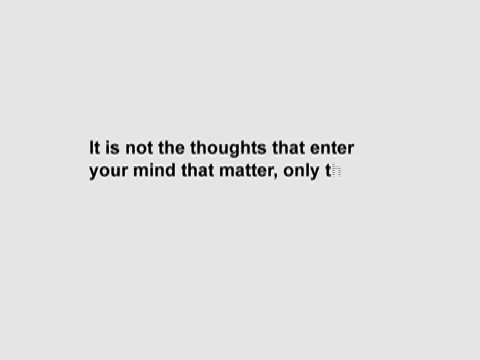 It is not the thoughts that enter
your mind that matter, only t